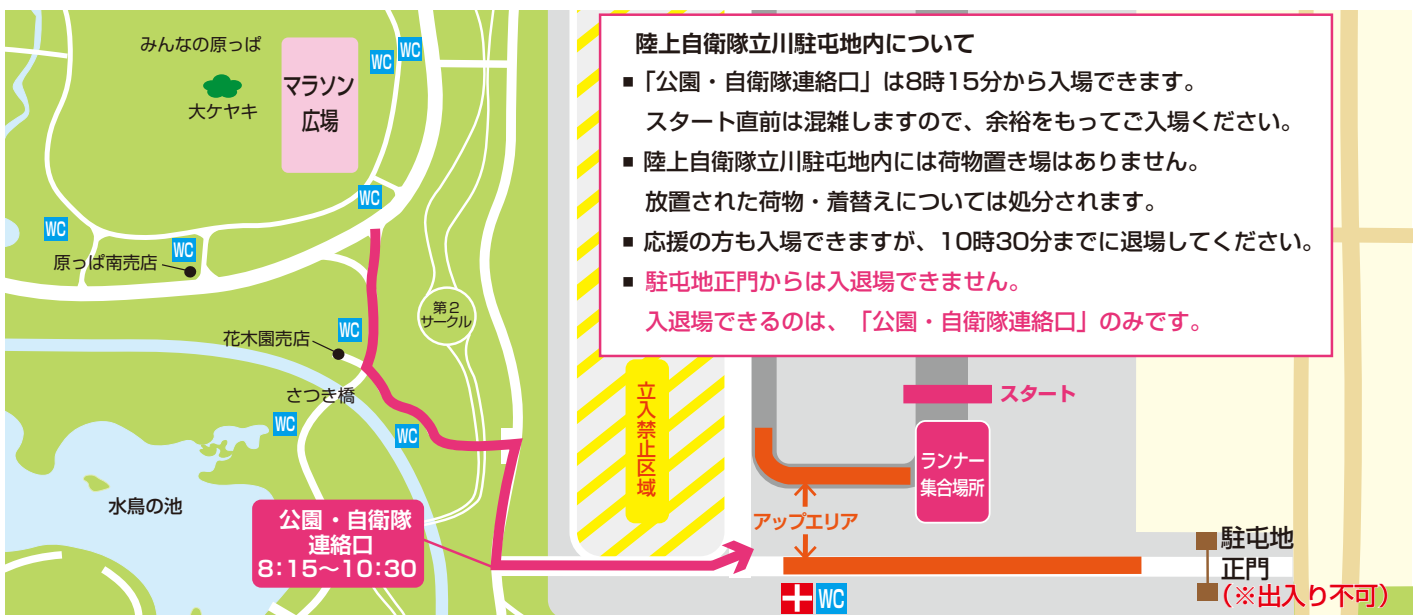 みんなの原っぱ
大ケヤキ
マラソン
広場
WC
WC
WC
WC
WC
原っぱ南売店
花木園売店
WC
さつき橋
WC
WC
第2
サークル
水鳥の池
公園・自衛隊
連絡口
8:15〜10:30
陸上自衛隊立川駐屯地内について
■「公園・自衛隊連絡口」は8時15分から入場できます。
スタート直前は混雑しますので、余裕をもってご入場ください。
■ 陸上自衛隊立川駐屯地内には荷物置き場はありません。
放置された荷物・着替えについては処分されます。
■ 応援の方も入場できますが、10時30分までに退場してください。
■ 駐屯地正門からは入退場できません。
入退場できるのは、「公園・自衛隊連絡口」のみです。
立入禁止区域
スタート
ランナー
集合場所
アップエリア
WC
駐屯地
正門
(※出入り不可)